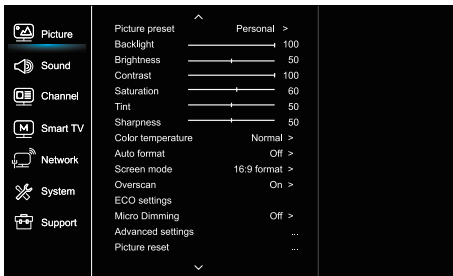 Picture
Sound
Channel
M Smart TV
Network
System
Support
Picture preset Personal >
Backlight 100
Brightness 50
Contrast 100
Saturation 60
Tint 50
Sharpness 50
Color temperature Normal >
Auto format Off >
Screen mode 16:9 format >
Overscan On >
ECO settings
Micro Dimming Off >
Advanced settings ...
Picture reset ...